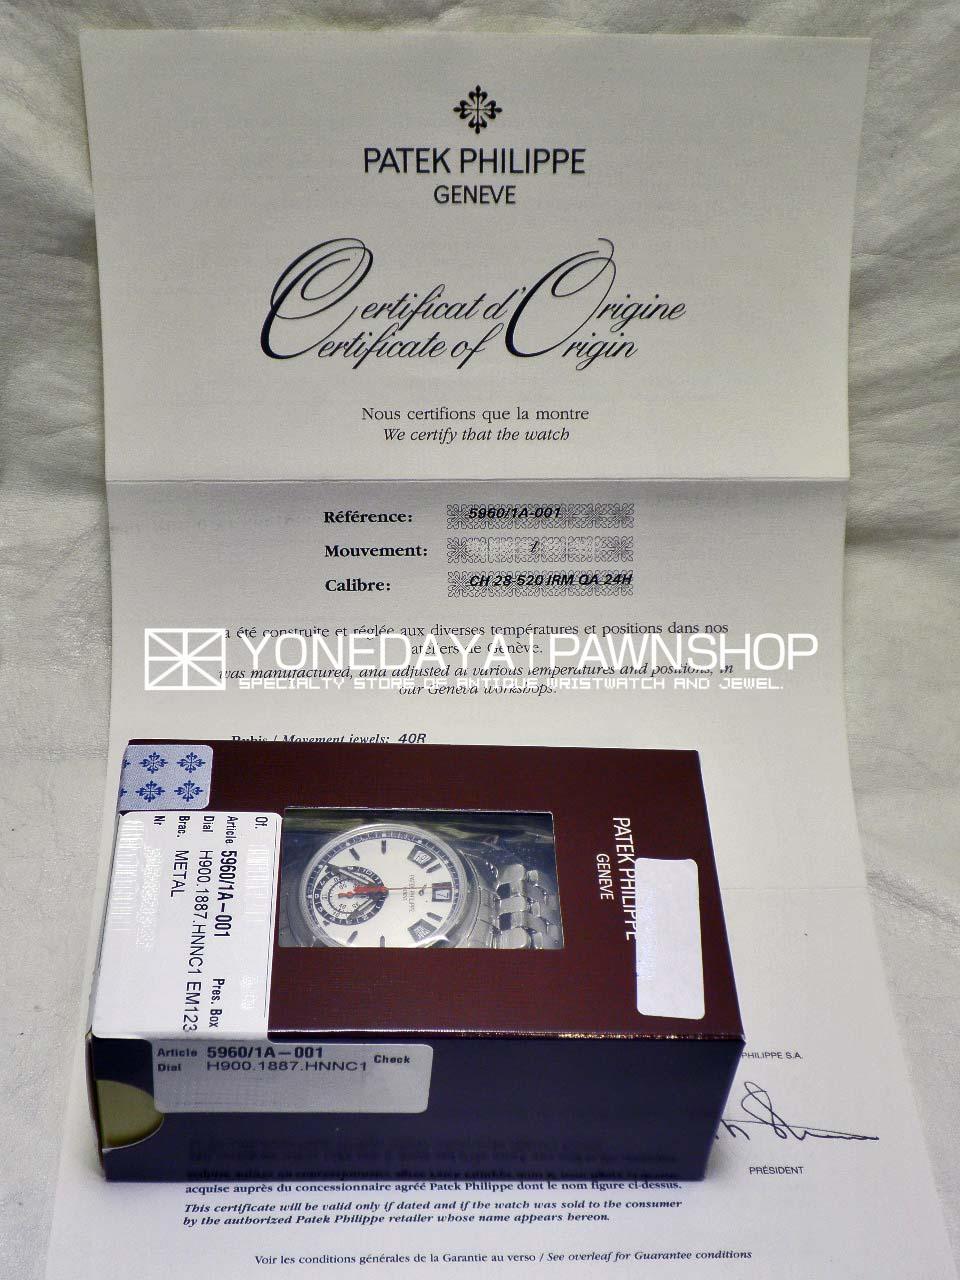 PATEK PHILIPPE
GENEVE
Certificat d'Origine
Certificate of Origin
Nous certifions que la montre
We certify that the watch
Référence: 5960/1A-001
Mouvement: /
Calibre: CH 28-520 IRM QA 24H
a été construite et réglée aux diverses températures et positions dans nos
ateliers de Genève.
YONEDAYA PAWNSHOP
was manufactured, and adjusted at various temperatures and positions, in
SPECIALTY STORE OF ANTIQUE WRISTWATCH AND JEWEL.
our Geneva workshops.
Rubis / Movement jewels: 40R
Of.
Article 5960/1A-001 Pres. Box
Dial H900.1887.HNNC1 EM123
Brac. METAL
Nr
PATEK PHILIPPE
GENEVE
PATEK PHILIPPE
GENEVE
Article 5960/1A-001 Check
Dial H900.1887.HNNC1
PHILIPPE S.A.
PRÉSIDENT
acquise auprès du concessionnaire agréé Patek Philippe dont le nom figure ci-dessus.
This certificate will be valid only if dated and if the watch was sold to the consumer
by the authorized Patek Philippe retailer whose name appears hereon.
Voir les conditions générales de la Garantie au verso / See overleaf for Guarantee conditions